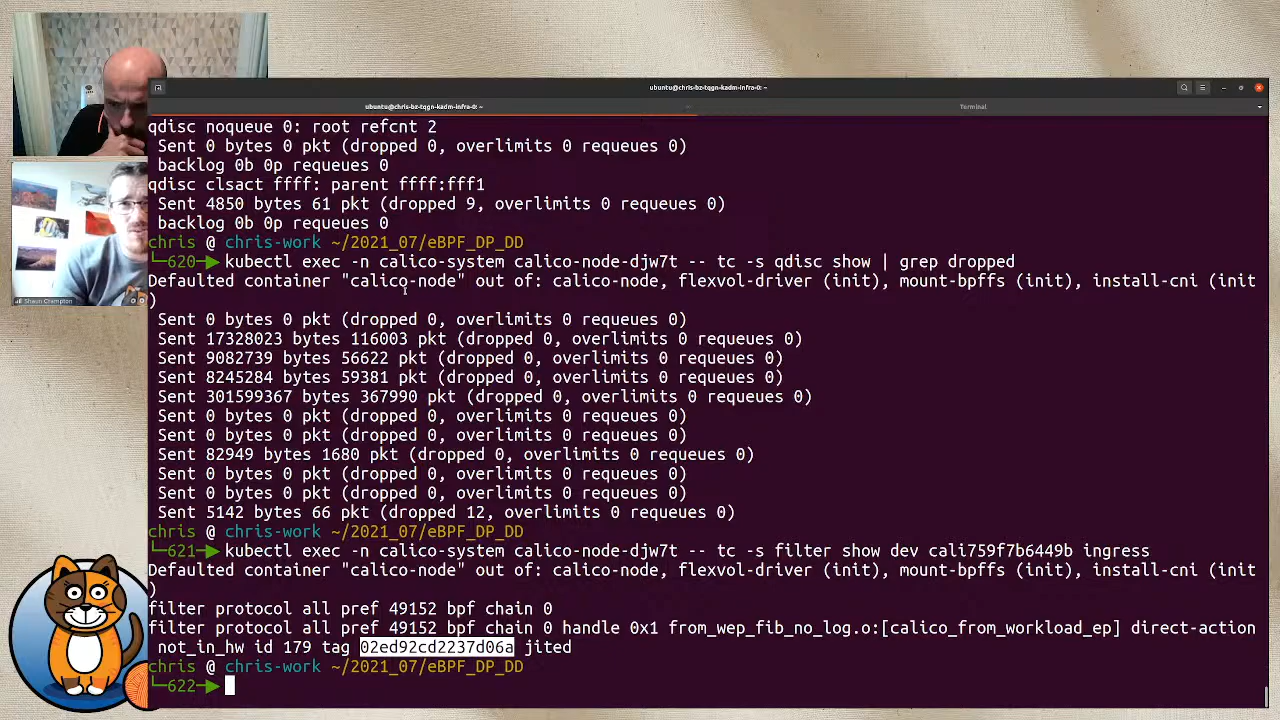 ubuntu@chris-bz-tqgn-kadm-infra-0: ~
ubuntu@chris-bz-tqgn-kadm-infra-0: ~
Terminal
qdisc noqueue 0: root refcnt 2
Sent 0 bytes 0 pkt (dropped 0, overlimits 0 requeues 0)
backlog 0b 0p requeues 0
qdisc clsact ffff: parent ffff:fff1
Sent 4850 bytes 61 pkt (dropped 9, overlimits 0 requeues 0)
backlog 0b 0p requeues 0
chris @ chris-work ~/2021_07/eBPF_DP_DD
└─620─▶ kubectl exec -n calico-system calico-node-djw7t -- tc -s qdisc show | grep dropped
Defaulted container "calico-node" out of: calico-node, flexvol-driver (init), mount-bpffs (init), install-cni (init
)
Sent 0 bytes 0 pkt (dropped 0, overlimits 0 requeues 0)
Sent 17328023 bytes 116003 pkt (dropped 0, overlimits 0 requeues 0)
Sent 9082739 bytes 56622 pkt (dropped 0, overlimits 0 requeues 0)
Sent 8245284 bytes 59381 pkt (dropped 0, overlimits 0 requeues 0)
Sent 301599367 bytes 367990 pkt (dropped 0, overlimits 0 requeues 0)
Sent 0 bytes 0 pkt (dropped 0, overlimits 0 requeues 0)
Sent 0 bytes 0 pkt (dropped 0, overlimits 0 requeues 0)
Sent 82949 bytes 1680 pkt (dropped 0, overlimits 0 requeues 0)
Sent 0 bytes 0 pkt (dropped 0, overlimits 0 requeues 0)
Sent 0 bytes 0 pkt (dropped 0, overlimits 0 requeues 0)
Sent 5142 bytes 66 pkt (dropped 12, overlimits 0 requeues 0)
chris @ chris-work ~/2021_07/eBPF_DP_DD
└─621─▶ kubectl exec -n calico-system calico-node-djw7t -- tc -s filter show dev cali759f7b6449b ingress
Defaulted container "calico-node" out of: calico-node, flexvol-driver (init), mount-bpffs (init), install-cni (init
)
filter protocol all pref 49152 bpf chain 0
filter protocol all pref 49152 bpf chain 0 handle 0x1 from_wep_fib_no_log.o:[calico_from_workload_ep] direct-action
not_in_hw id 179 tag 02ed92cd2237d06a jited
chris @ chris-work ~/2021_07/eBPF_DP_DD
└─622─▶
Shaun Crampton